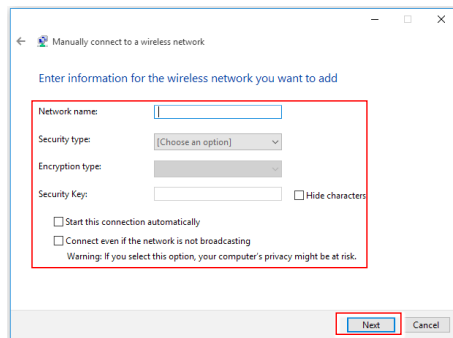 Manually connect to a wireless network
Enter information for the wireless network you want to add
Network name:
Security type: [Choose an option]
Encryption type:
Security Key: Hide characters
Start this connection automatically
Connect even if the network is not broadcasting
Warning: If you select this option, your computer's privacy might be at risk.
Next Cancel